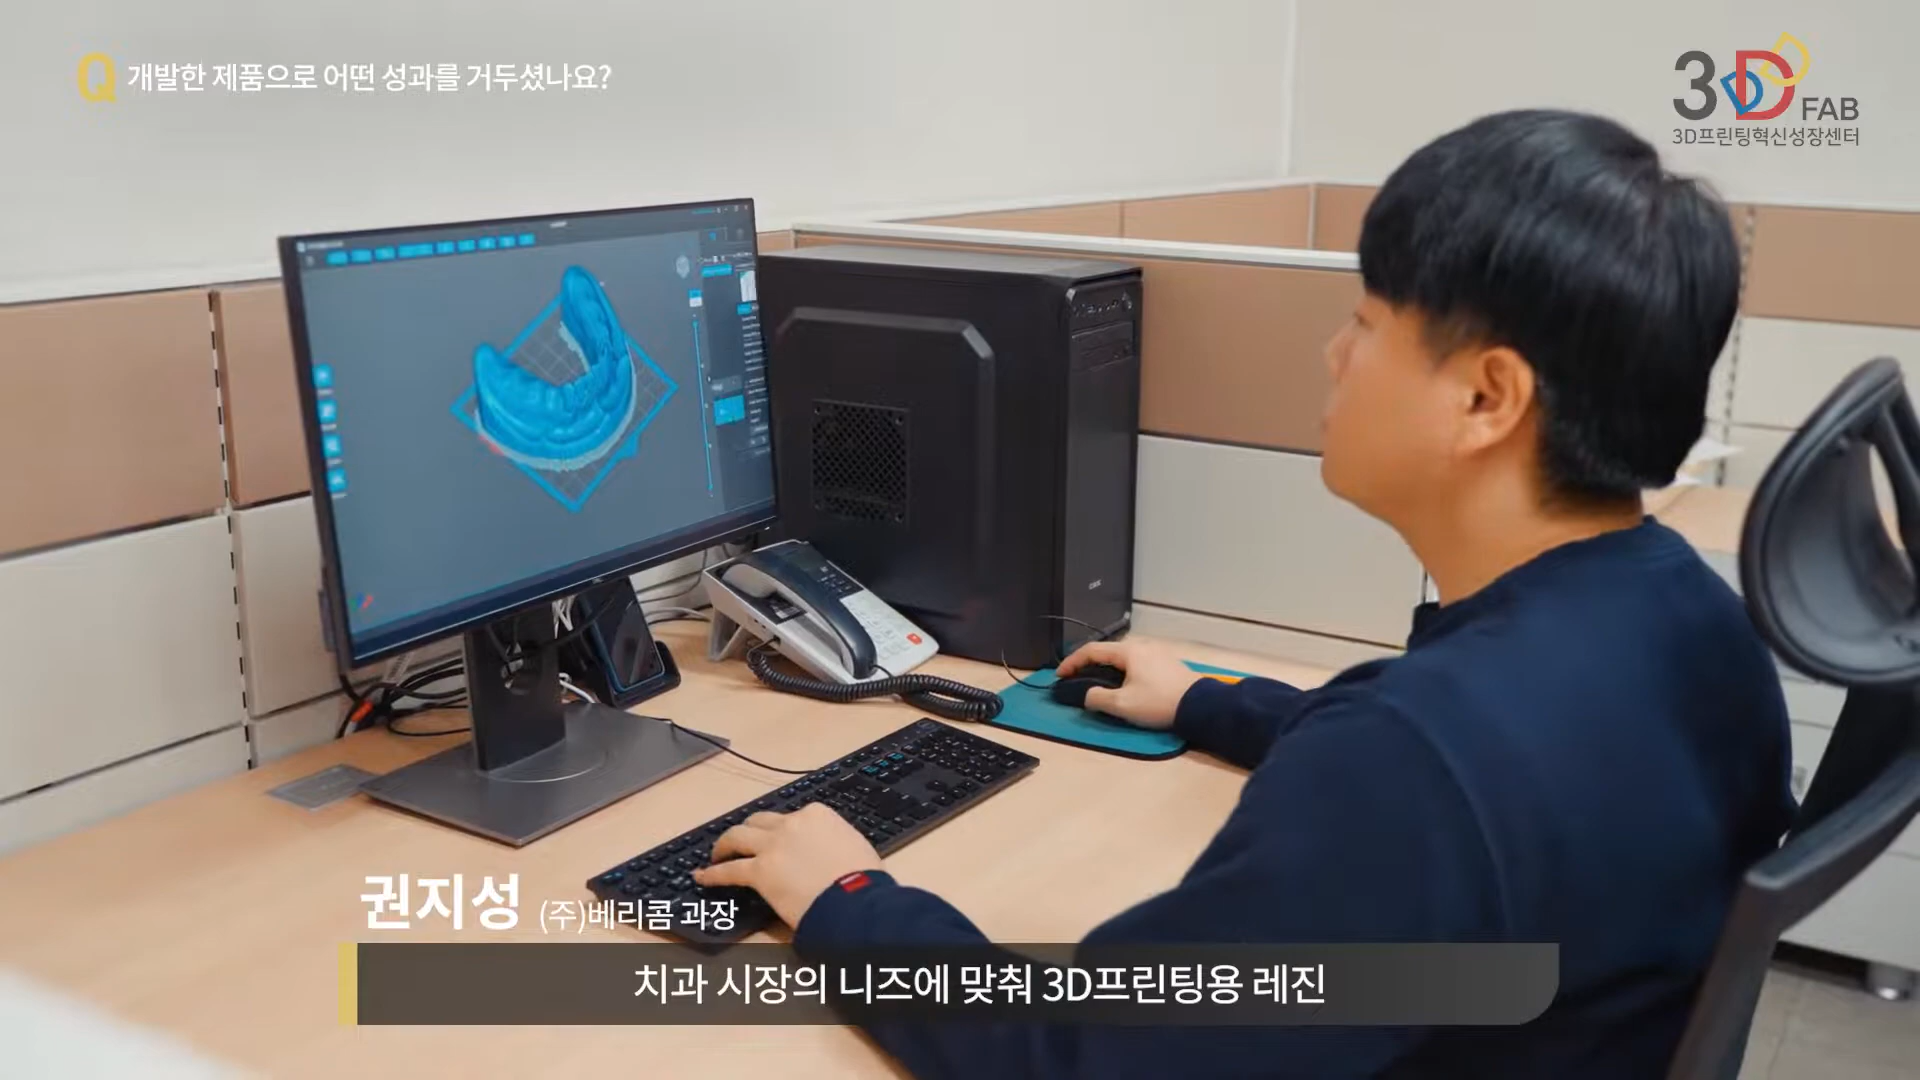 Q 개발한 제품으로 어떤 성과를 거두셨나요?
3D FAB
3D프린팅혁신성장센터
권지성 (주)베리콤 과장
치과 시장의 니즈에 맞춰 3D프린팅용 레진